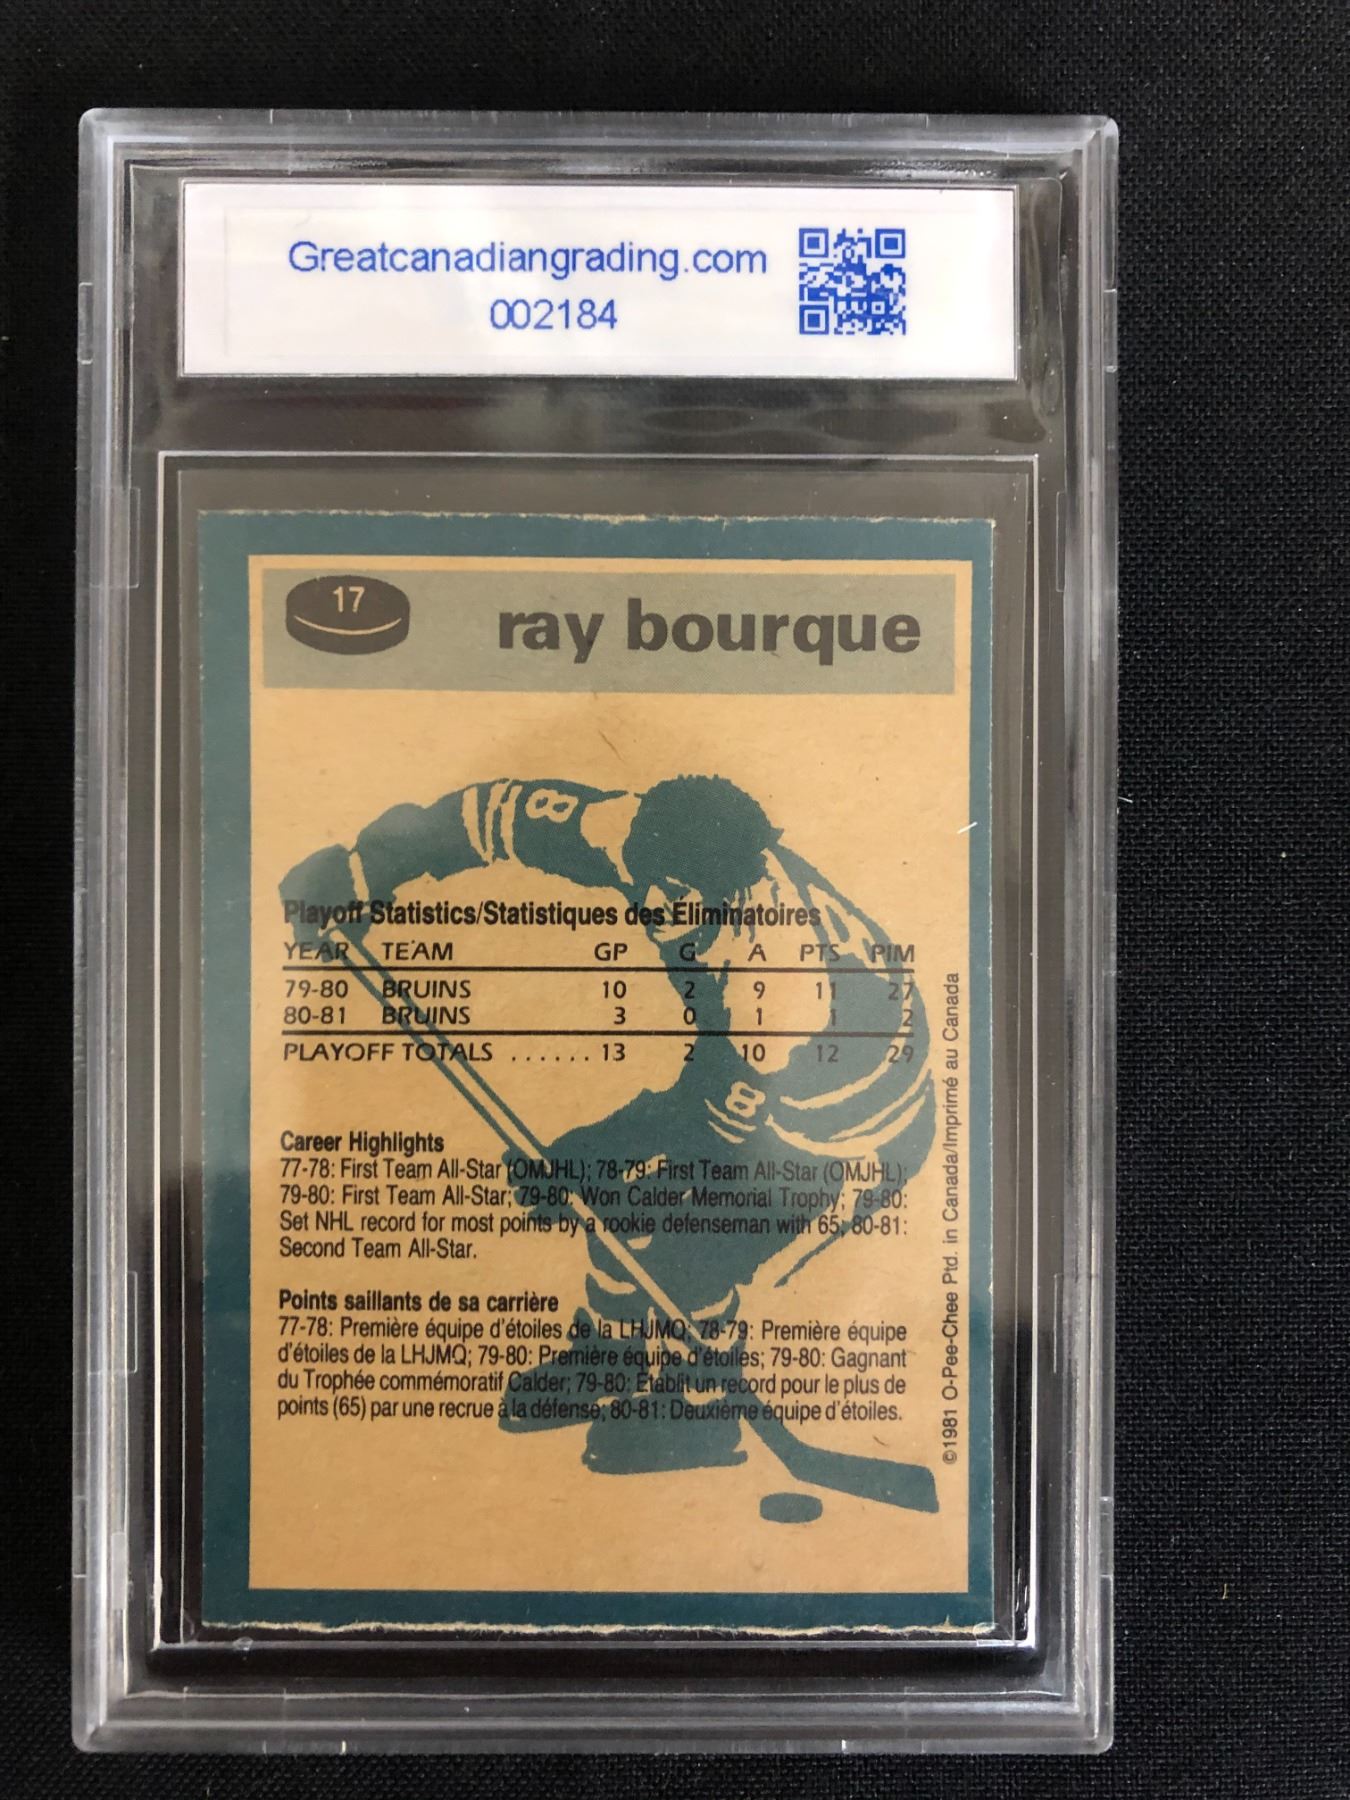 Greatcanadiangrading.com
002184
17
ray bourque
8
Playoff Statistics/Statistiques des Éliminatoires
YEAR TEAM GP G A PTS PIM
79-80 BRUINS 10 2 9 11 27
80-81 BRUINS 3 0 1 1 2
PLAYOFF TOTALS ...... 13 2 10 12 29
8
Career Highlights
77-78: First Team All-Star (OMJHL); 78-79: First Team All-Star (OMJHL);
79-80: First Team All-Star; 79-80: Won Calder Memorial Trophy; 79-80:
Set NHL record for most points by a rookie defenseman with 65; 80-81:
Second Team All-Star.
Points saillants de sa carrière
77-78: Première équipe d'étoiles de la LHJMQ; 78-79: Première équipe
d'étoiles de la LHJMQ; 79-80: Première équipe d'étoiles; 79-80: Gagnant
du Trophée commémoratif Calder; 79-80: Établit un record pour le plus de
points (65) par une recrue à la défense; 80-81: Deuxième équipe d'étoiles.
©1981 O-Pee-Chee Ptd. in Canada/Imprimé au Canada